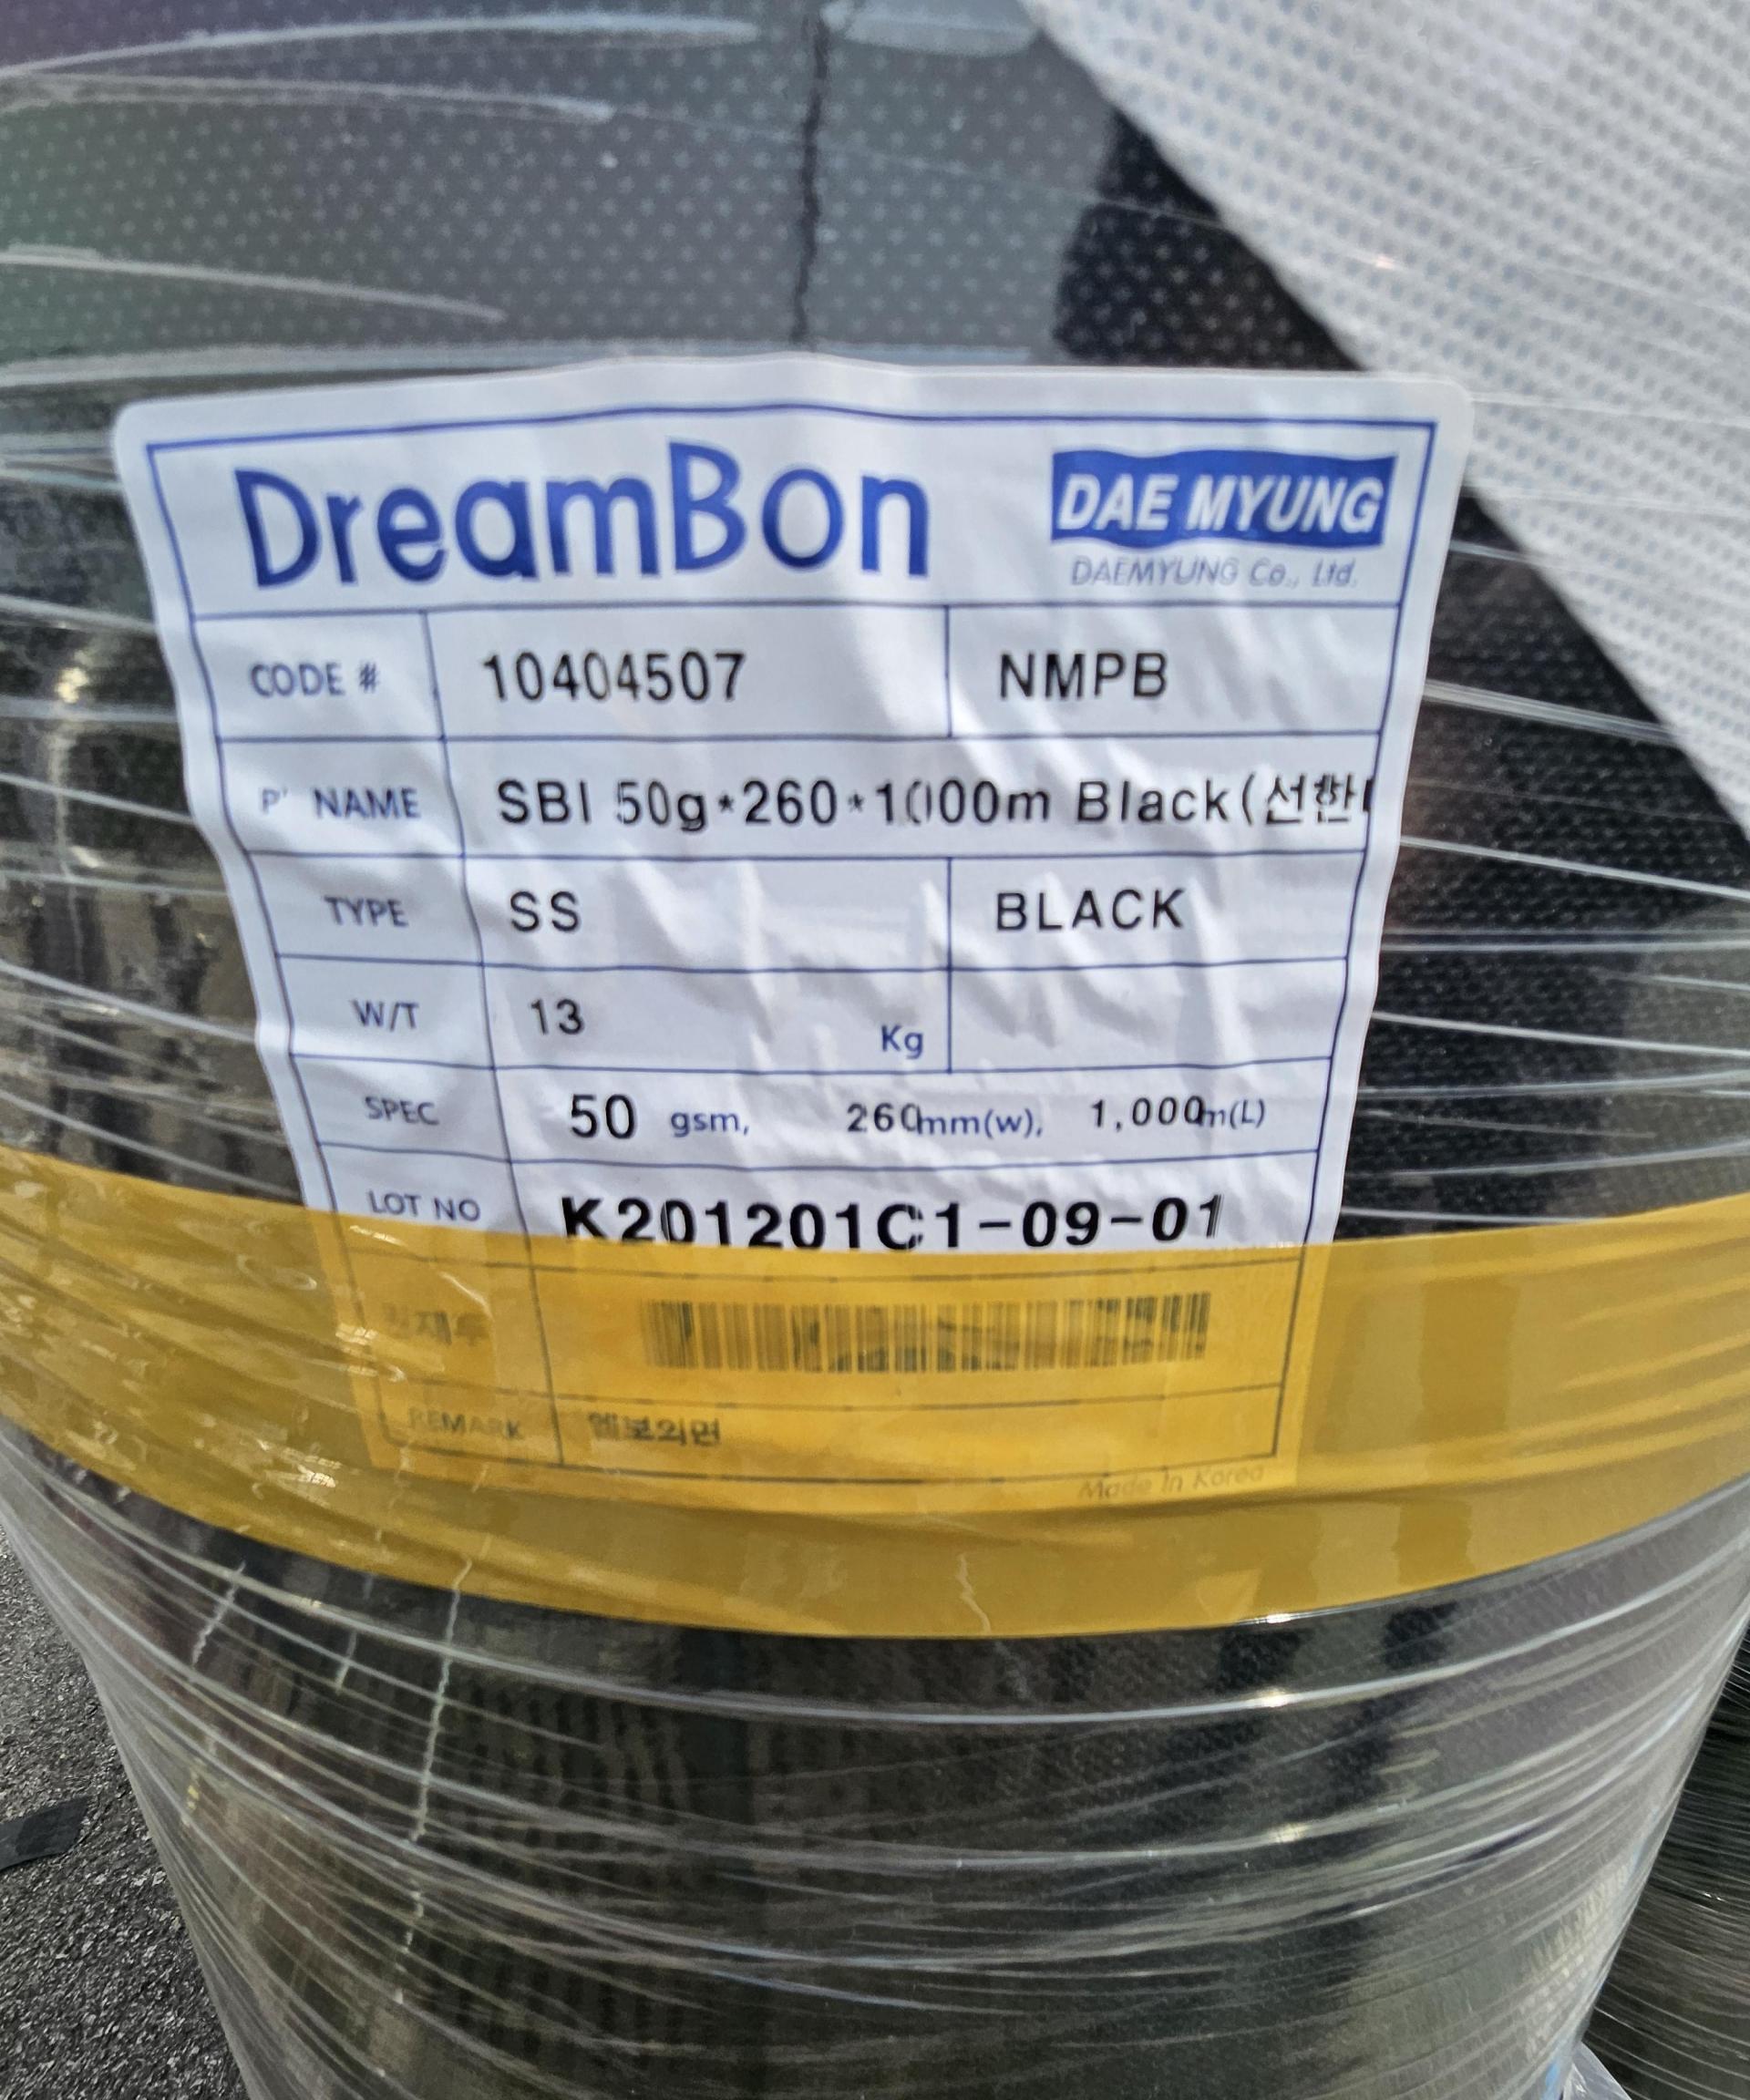 DreamBon
DAE MYUNG
DAEMYUNG Co., Ltd.
CODE # 10404507 NMPB
P' NAME SBI 50g*260*1000m Black(선한
TYPE SS BLACK
W/T 13 Kg
SPEC 50 gsm, 260mm(w), 1,000m(L)
LOT NO K201201C1-09-01
REMARK
Made in Korea